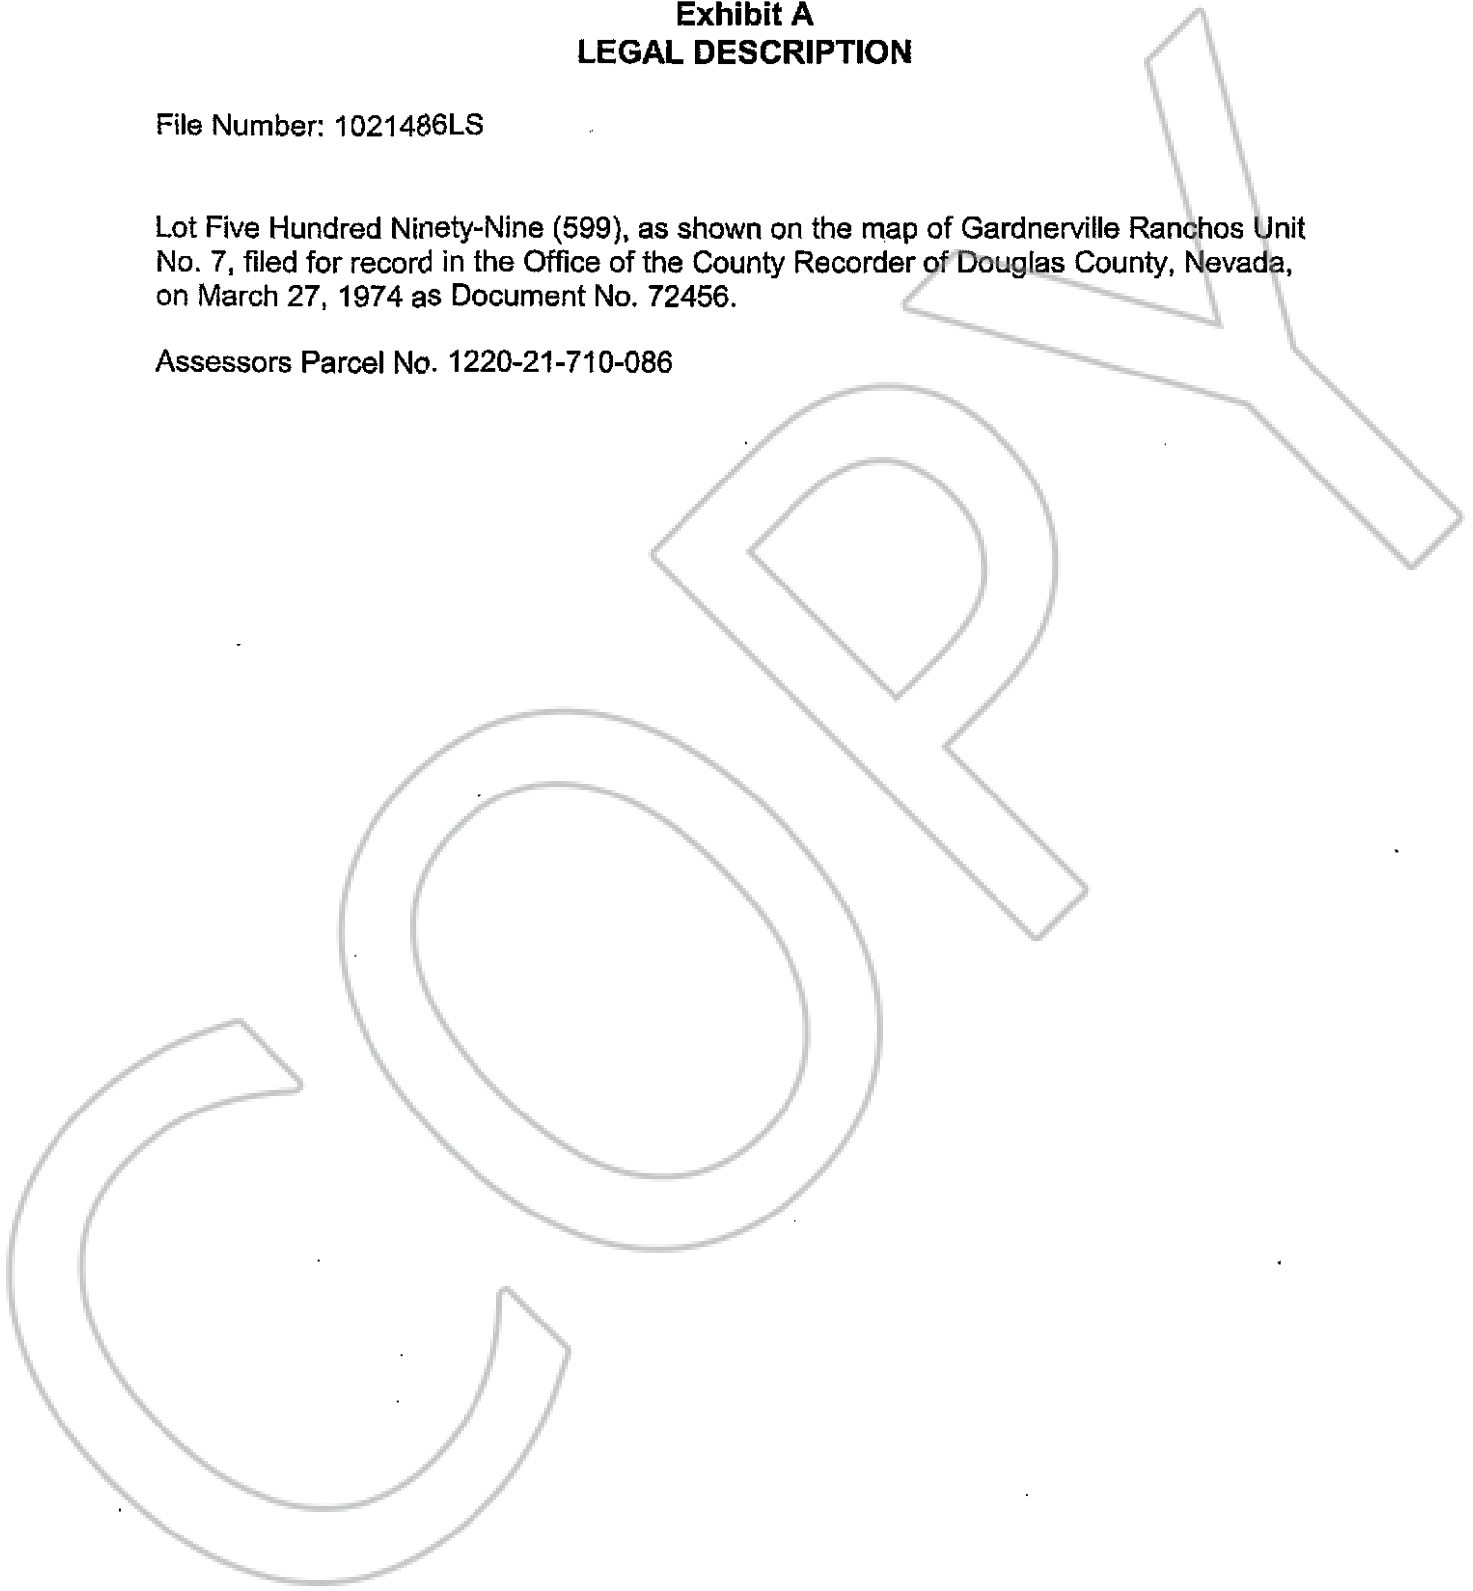 Exhibit A
LEGAL DESCRIPTION
File Number: 1021486LS
Lot Five Hundred Ninety-Nine (599), as shown on the map of Gardnerville Ranchos Unit
No. 7, filed for record in the Office of the County Recorder of Douglas County, Nevada,
on March 27, 1974 as Document No. 72456.
Assessors Parcel No. 1220-21-710-086
COPY